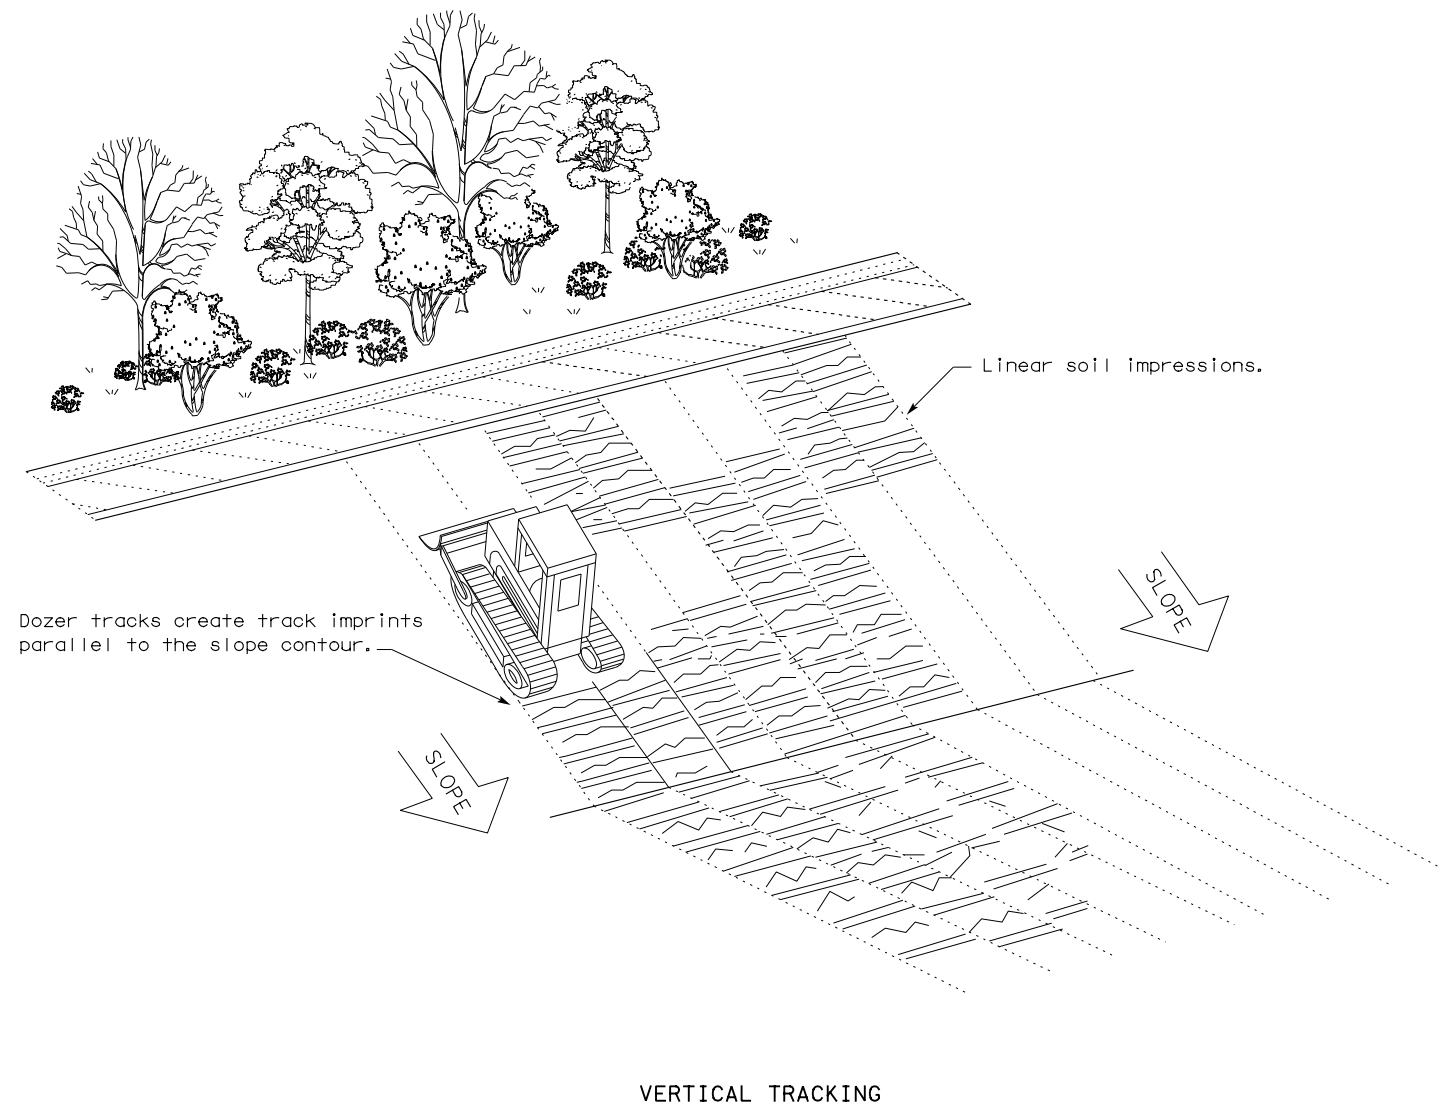 Linear soil impressions.
SLOPE
Dozer tracks create track imprints
parallel to the slope contour.
SLOPE
VERTICAL TRACKING